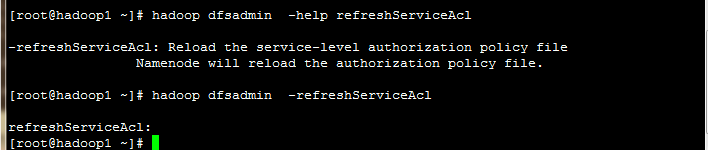 [root@hadoop1 ~]# hadoop dfsadmin  -help refreshServiceAcl
-refreshServiceAcl: Reload the service-level authorization policy file
                Namenode will reload the authorization policy file.
[root@hadoop1 ~]# hadoop dfsadmin  -refreshServiceAcl
refreshServiceAcl:
[root@hadoop1 ~]#